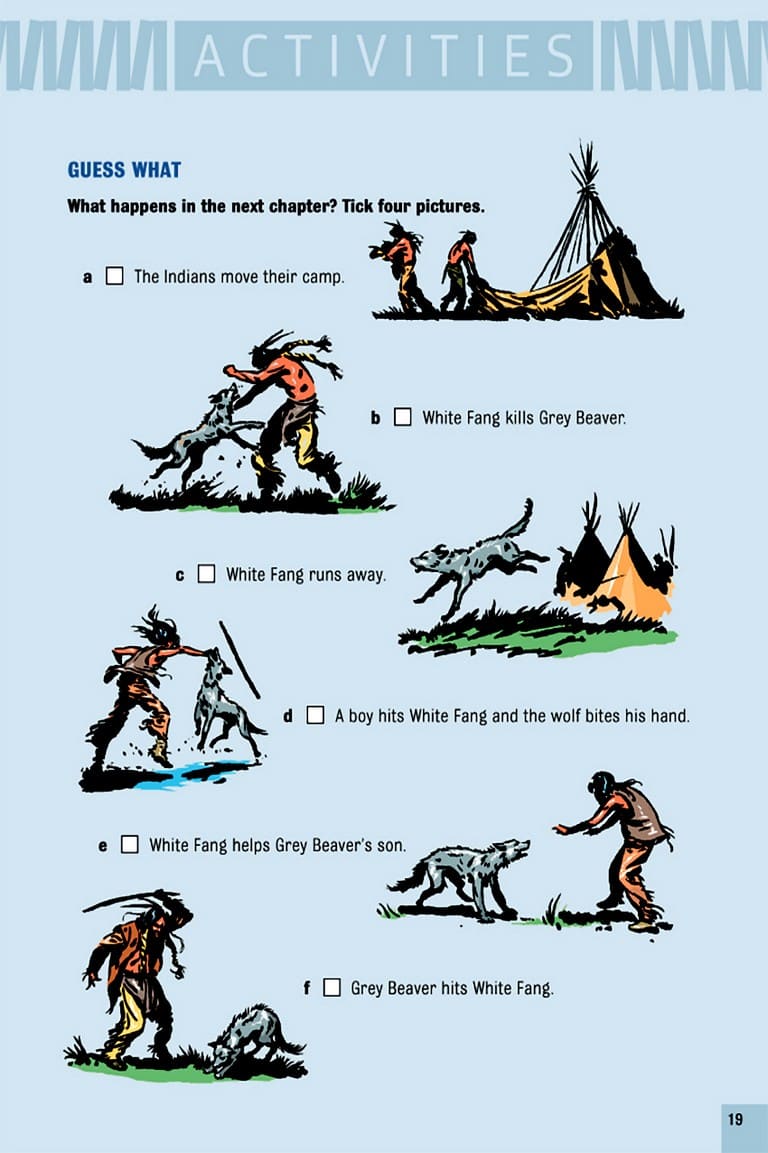 ACTIVITIES
GUESS WHAT
What happens in the next chapter? Tick four pictures.
a The Indians move their camp.
b White Fang kills Grey Beaver.
c White Fang runs away.
d A boy hits White Fang and the wolf bites his hand.
e White Fang helps Grey Beaver's son.
f Grey Beaver hits White Fang.
19